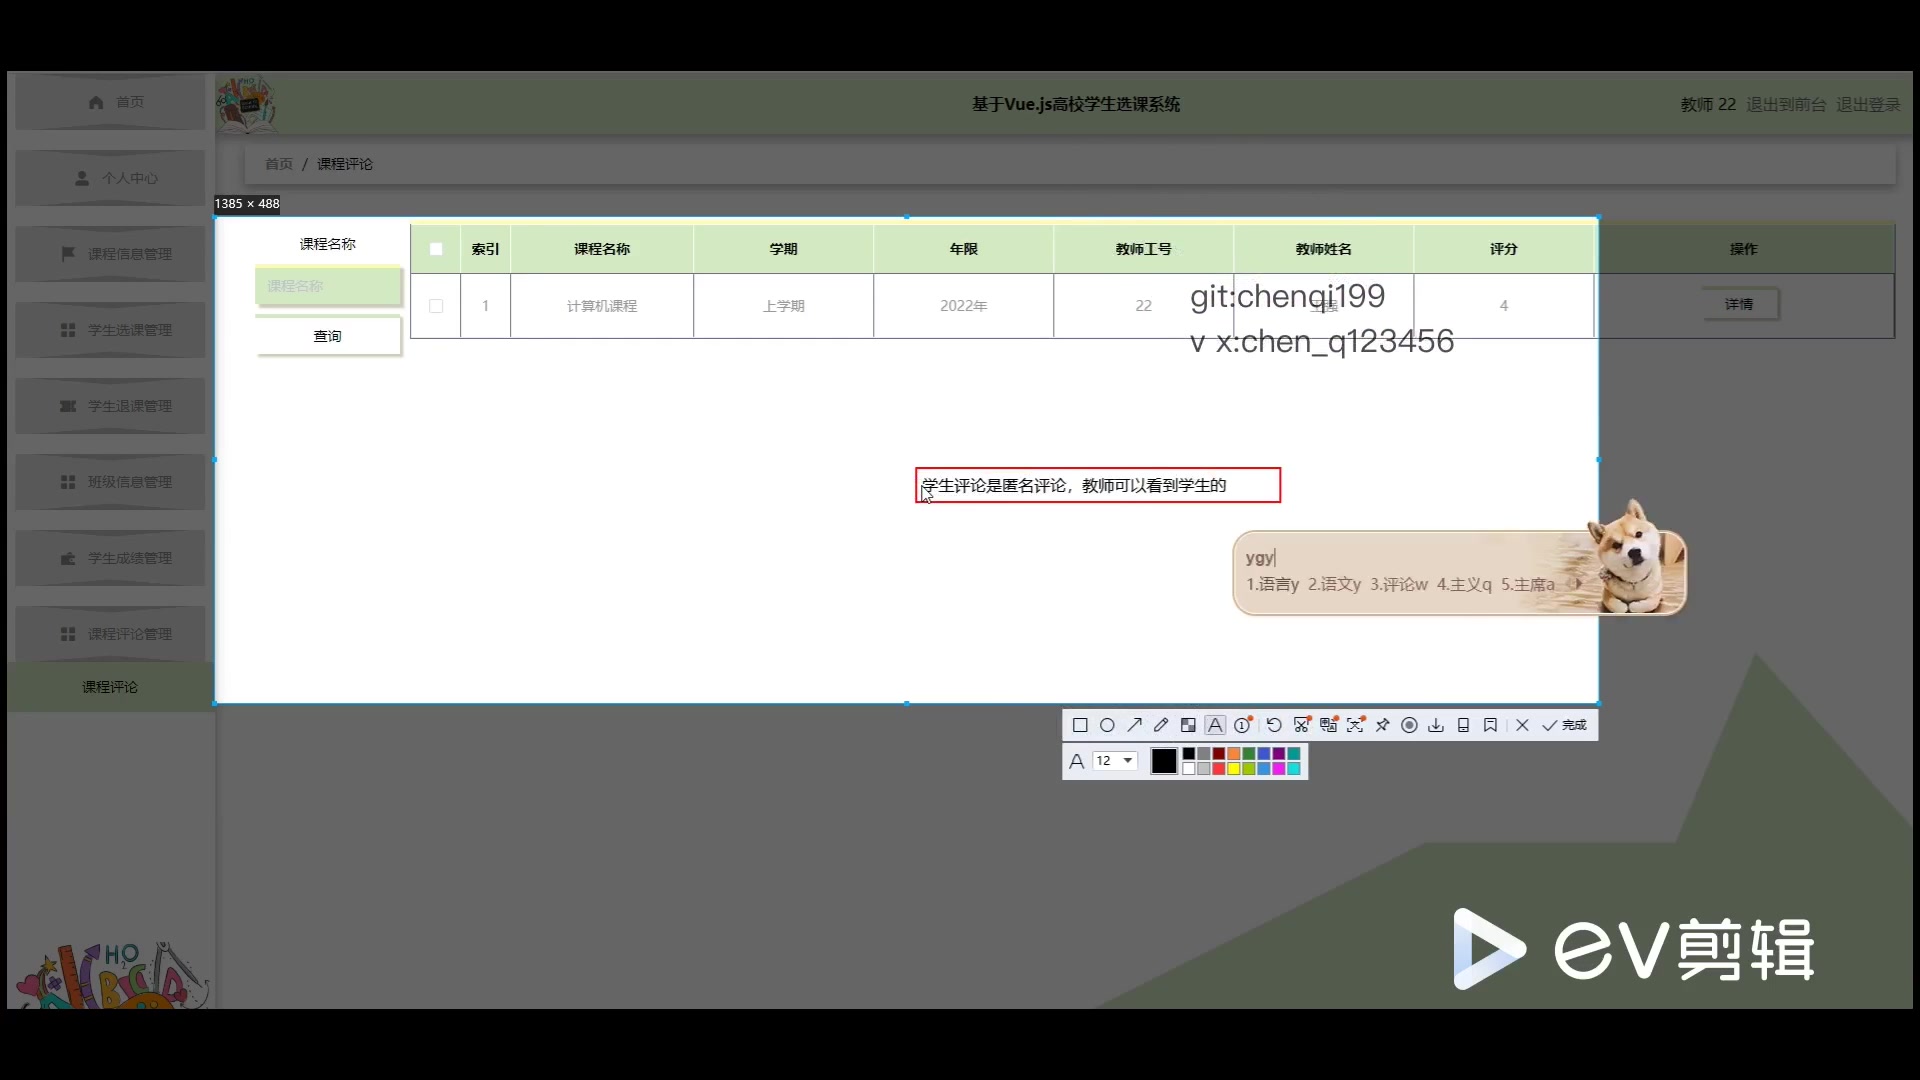 首页
基于Vue.js高校学生选课系统
教师 22 退出到前台 退出登录
首页 / 课程评论
个人中心
1385 × 488
课程信息管理
学生选课管理
学生退课管理
班级信息管理
学生成绩管理
课程评论管理
课程评论
课程名称
课程名称
查询
索引 课程名称 学期 年限 教师工号 教师姓名 评分 操作
1 计算机课程 上学期 2022年 22 4 详情
git:chenqi199
v x:chen_q123456
学生评论是匿名评论，教师可以看到学生的
ygy
1.语言y 2.语文y 3.评论w 4.主义q 5.主席a
完成
A 12
ev剪辑